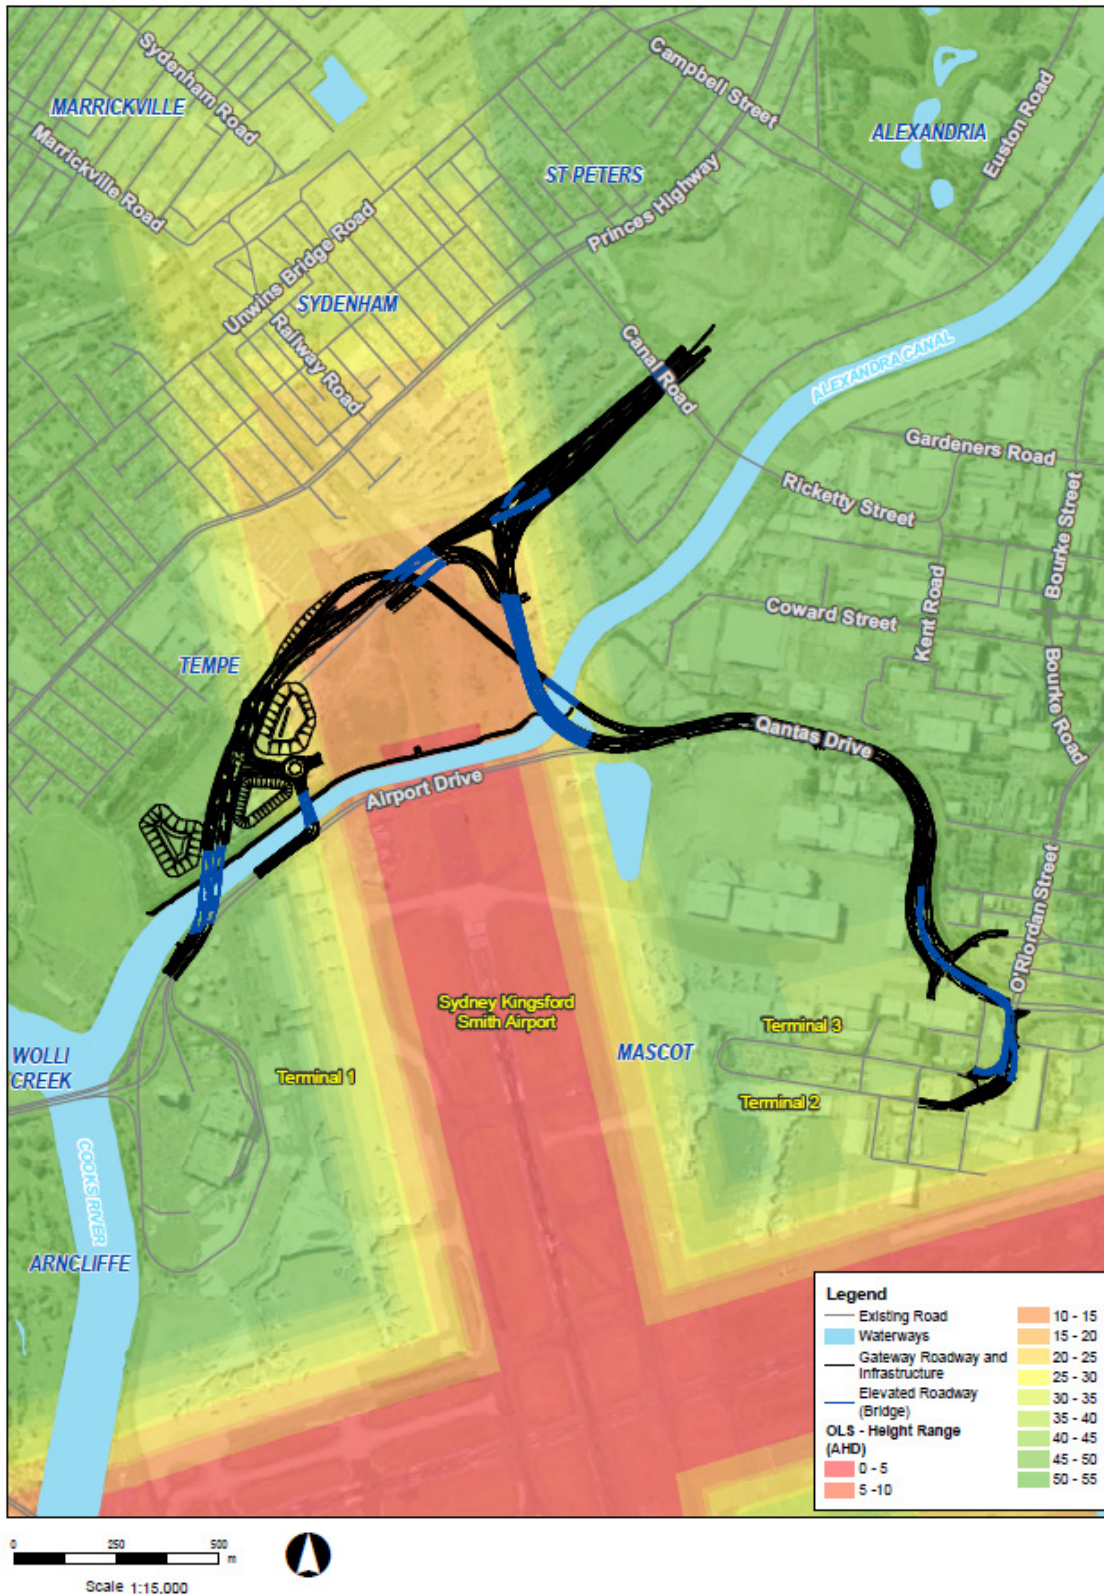 Sydenham Road
MARRICKVILLE
Marrickville Road
Campbell Street
ALEXANDRIA
Euston Road
ST PETERS
Princes Highway
Unwins Bridge Road
SYDENHAM
Railway Road
Canal Road
ALEXANDRA CANAL
Gardeners Road
Ricketty Street
Bourke Street
Coward Street
Kent Road
TEMPE
Bourke Road
Qantas Drive
Airport Drive
O'Riordan Street
Sydney Kingsford
Smith Airport
Terminal 3
MASCOT
WOLLI
CREEK
Terminal 1
Terminal 2
COOKS RIVER
ARNCLIFFE
Legend
Existing Road
Waterways
Gateway Roadway and
Infrastructure
Elevated Roadway
(Bridge)
OLS - Height Range
(AHD)
0 - 5
5 -10
10 - 15
15 - 20
20 - 25
25 - 30
30 - 35
35 - 40
40 - 45
45 - 50
50 - 55
0 250 500
m
Scale 1:15,000